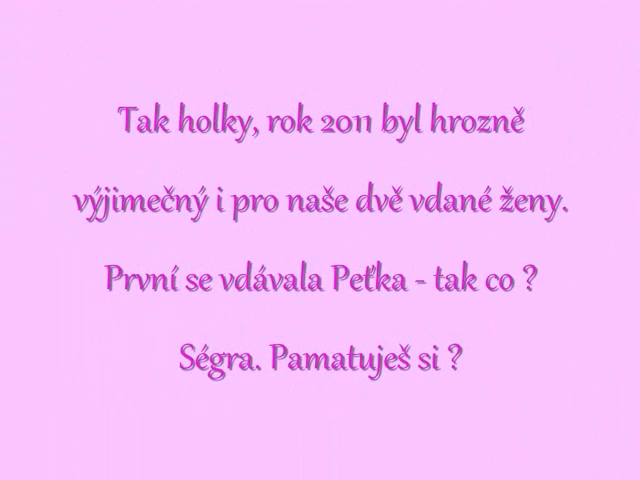 Tak holky, rok 2011 byl hrozně
výjimečný i pro naše dvě vdané ženy.
První se vdávala Peťka - tak co ?
Ségra. Pamatuješ si ?